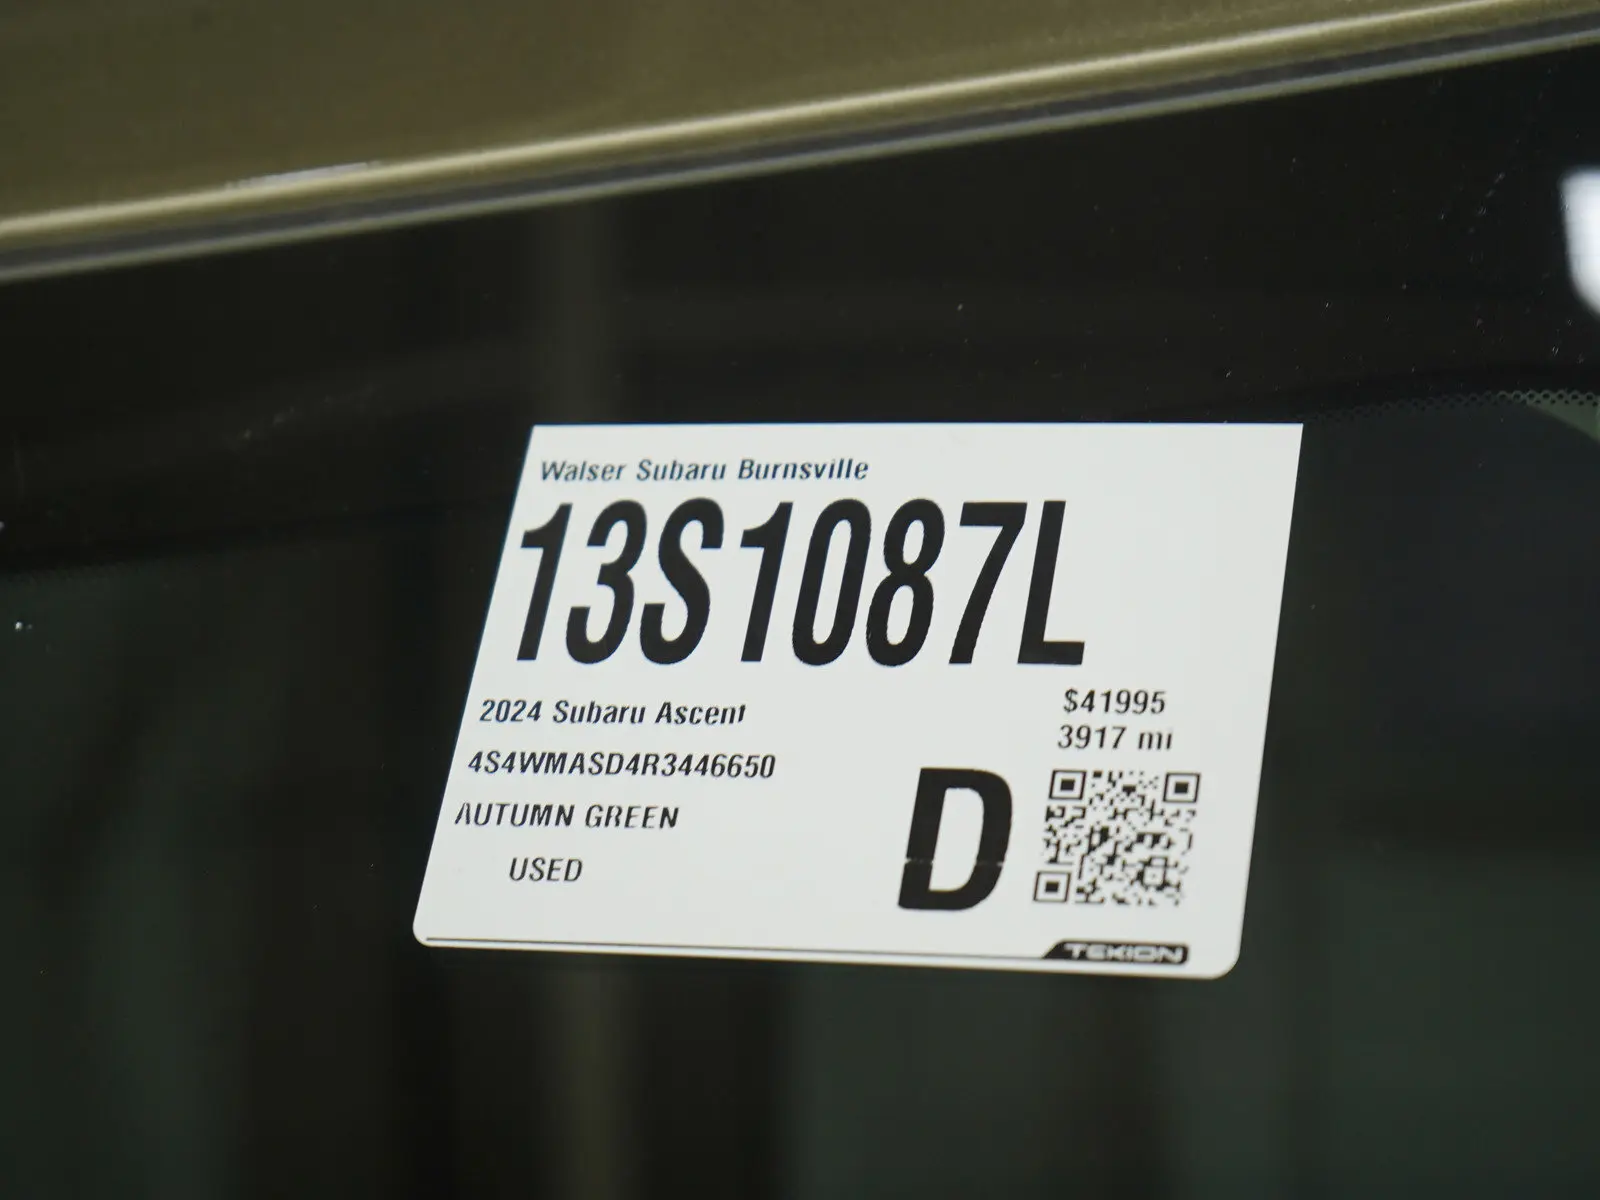 Walser Subaru Burnsville
13S1087L
2024 Subaru Ascent
$41995
3917 mi
4S4WMASD4R3446650
AUTUMN GREEN
USED
D
TEKION